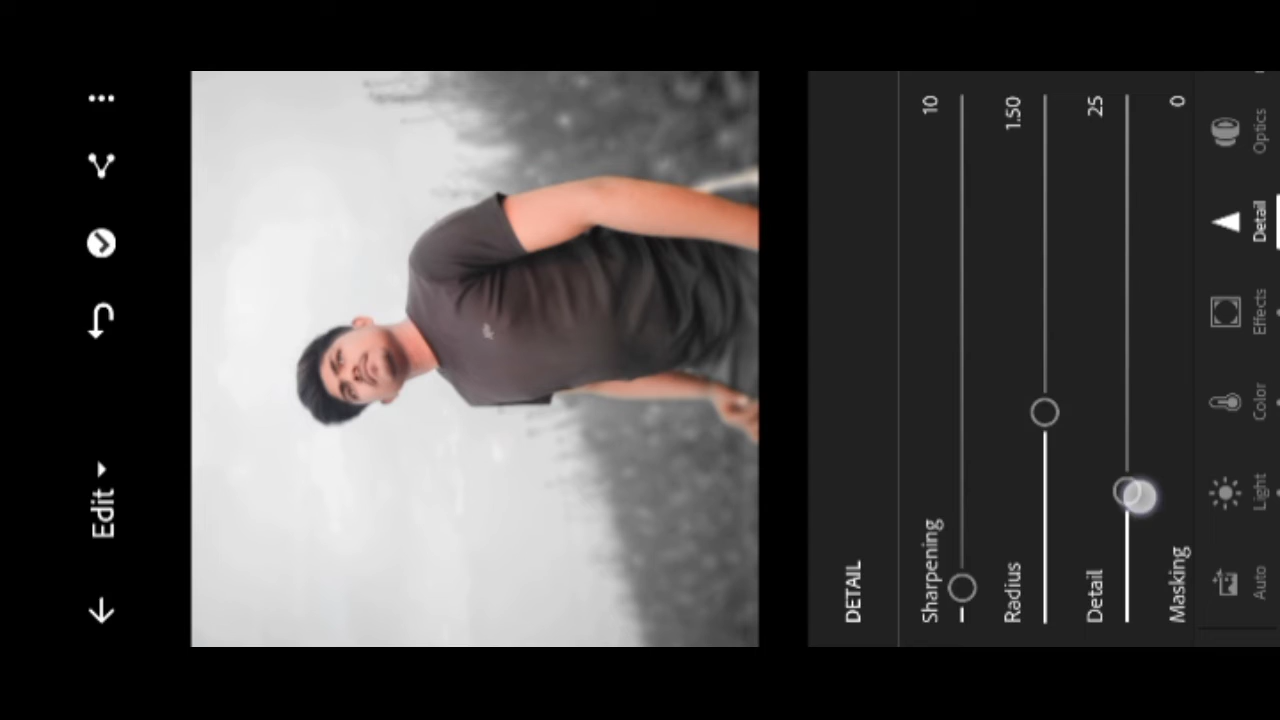 Edit
DETAIL
Sharpening 10
Radius 1.50
Detail 25
Masking 0
Auto Light Color Effects Detail Optics